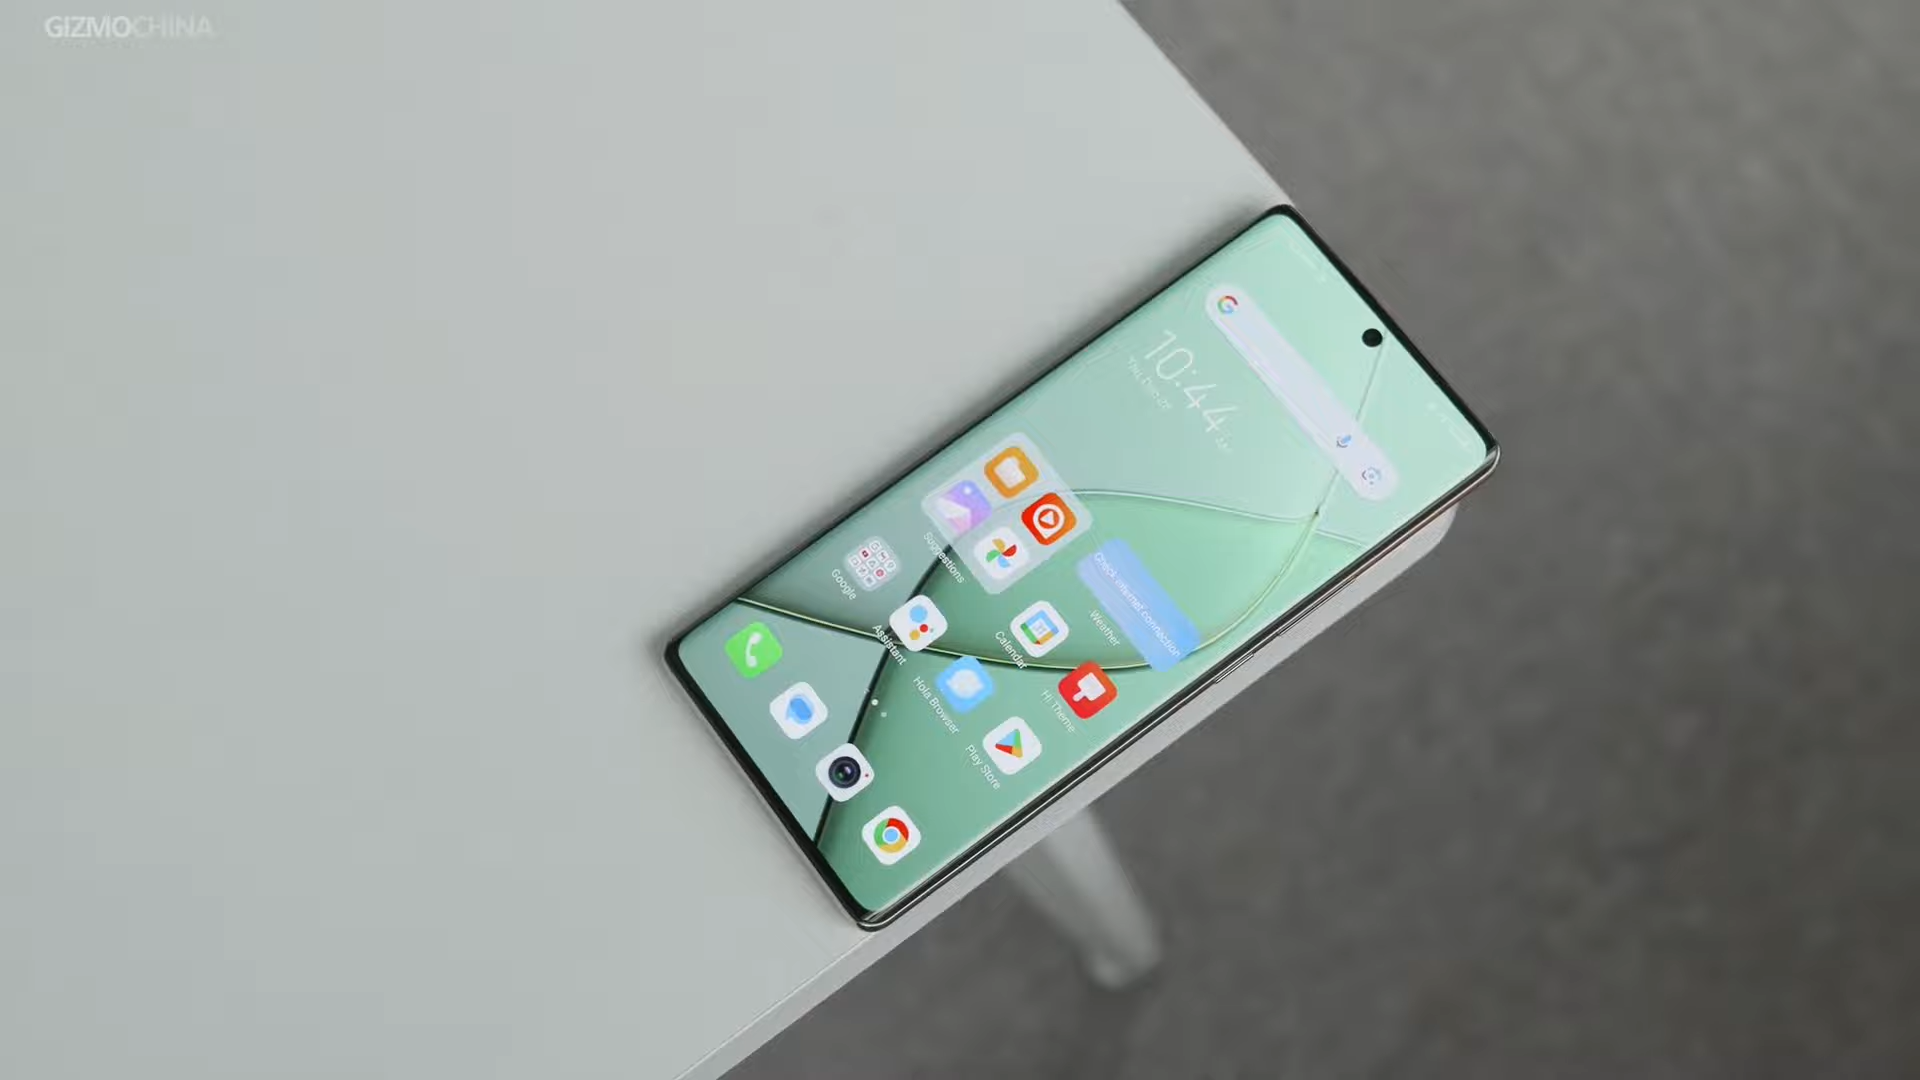 GIZMOCHINA
10:44
Check internet connection
Weather
Suggestions
Google
Calendar
Assistant
Hi Theme
Hola Browser
Play Store